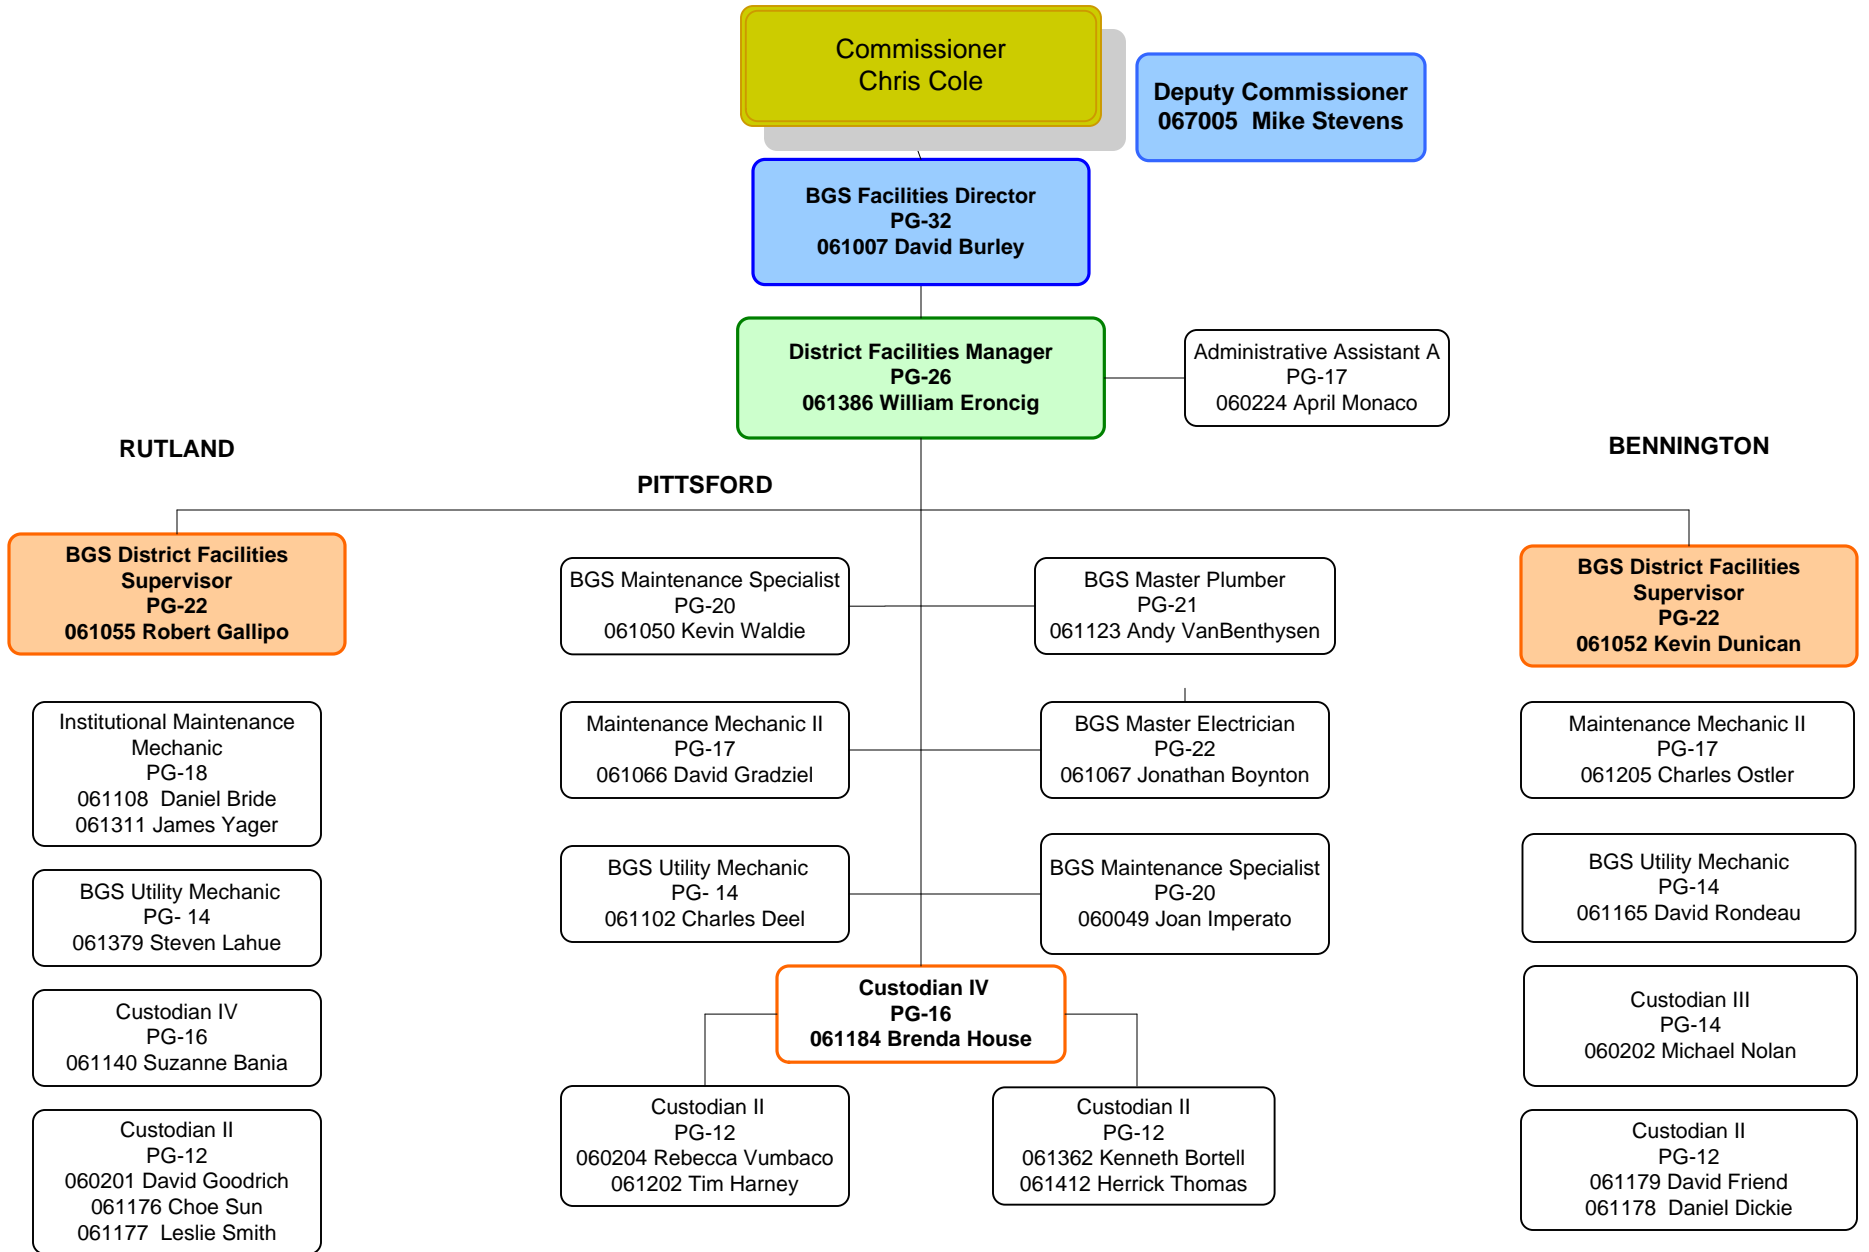 Commissioner
Chris Cole
Deputy Commissioner
067005  Mike Stevens
BGS Facilities Director
PG-32
061007 David Burley
District Facilities Manager
PG-26
061386 William Eroncig
Administrative Assistant A
PG-17
060224 April Monaco
RUTLAND
PITTSFORD
BENNINGTON
BGS District Facilities
Supervisor
PG-22
061055 Robert Gallipo
Institutional Maintenance
Mechanic
PG-18
061108  Daniel Bride
061311 James Yager
BGS Utility Mechanic
PG- 14
061379 Steven Lahue
Custodian IV
PG-16
061140 Suzanne Bania
Custodian II
PG-12
060201 David Goodrich
061176 Choe Sun
061177  Leslie Smith
BGS Maintenance Specialist
PG-20
061050 Kevin Waldie
BGS Master Plumber
PG-21
061123 Andy VanBenthysen
Maintenance Mechanic II
PG-17
061066 David Gradziel
BGS Master Electrician
PG-22
061067 Jonathan Boynton
BGS Utility Mechanic
PG- 14
061102 Charles Deel
BGS Maintenance Specialist
PG-20
060049 Joan Imperato
Custodian IV
PG-16
061184 Brenda House
Custodian II
PG-12
060204 Rebecca Vumbaco
061202 Tim Harney
Custodian II
PG-12
061362 Kenneth Bortell
061412 Herrick Thomas
BGS District Facilities
Supervisor
PG-22
061052 Kevin Dunican
Maintenance Mechanic II
PG-17
061205 Charles Ostler
BGS Utility Mechanic
PG-14
061165 David Rondeau
Custodian III
PG-14
060202 Michael Nolan
Custodian II
PG-12
061179 David Friend
061178  Daniel Dickie